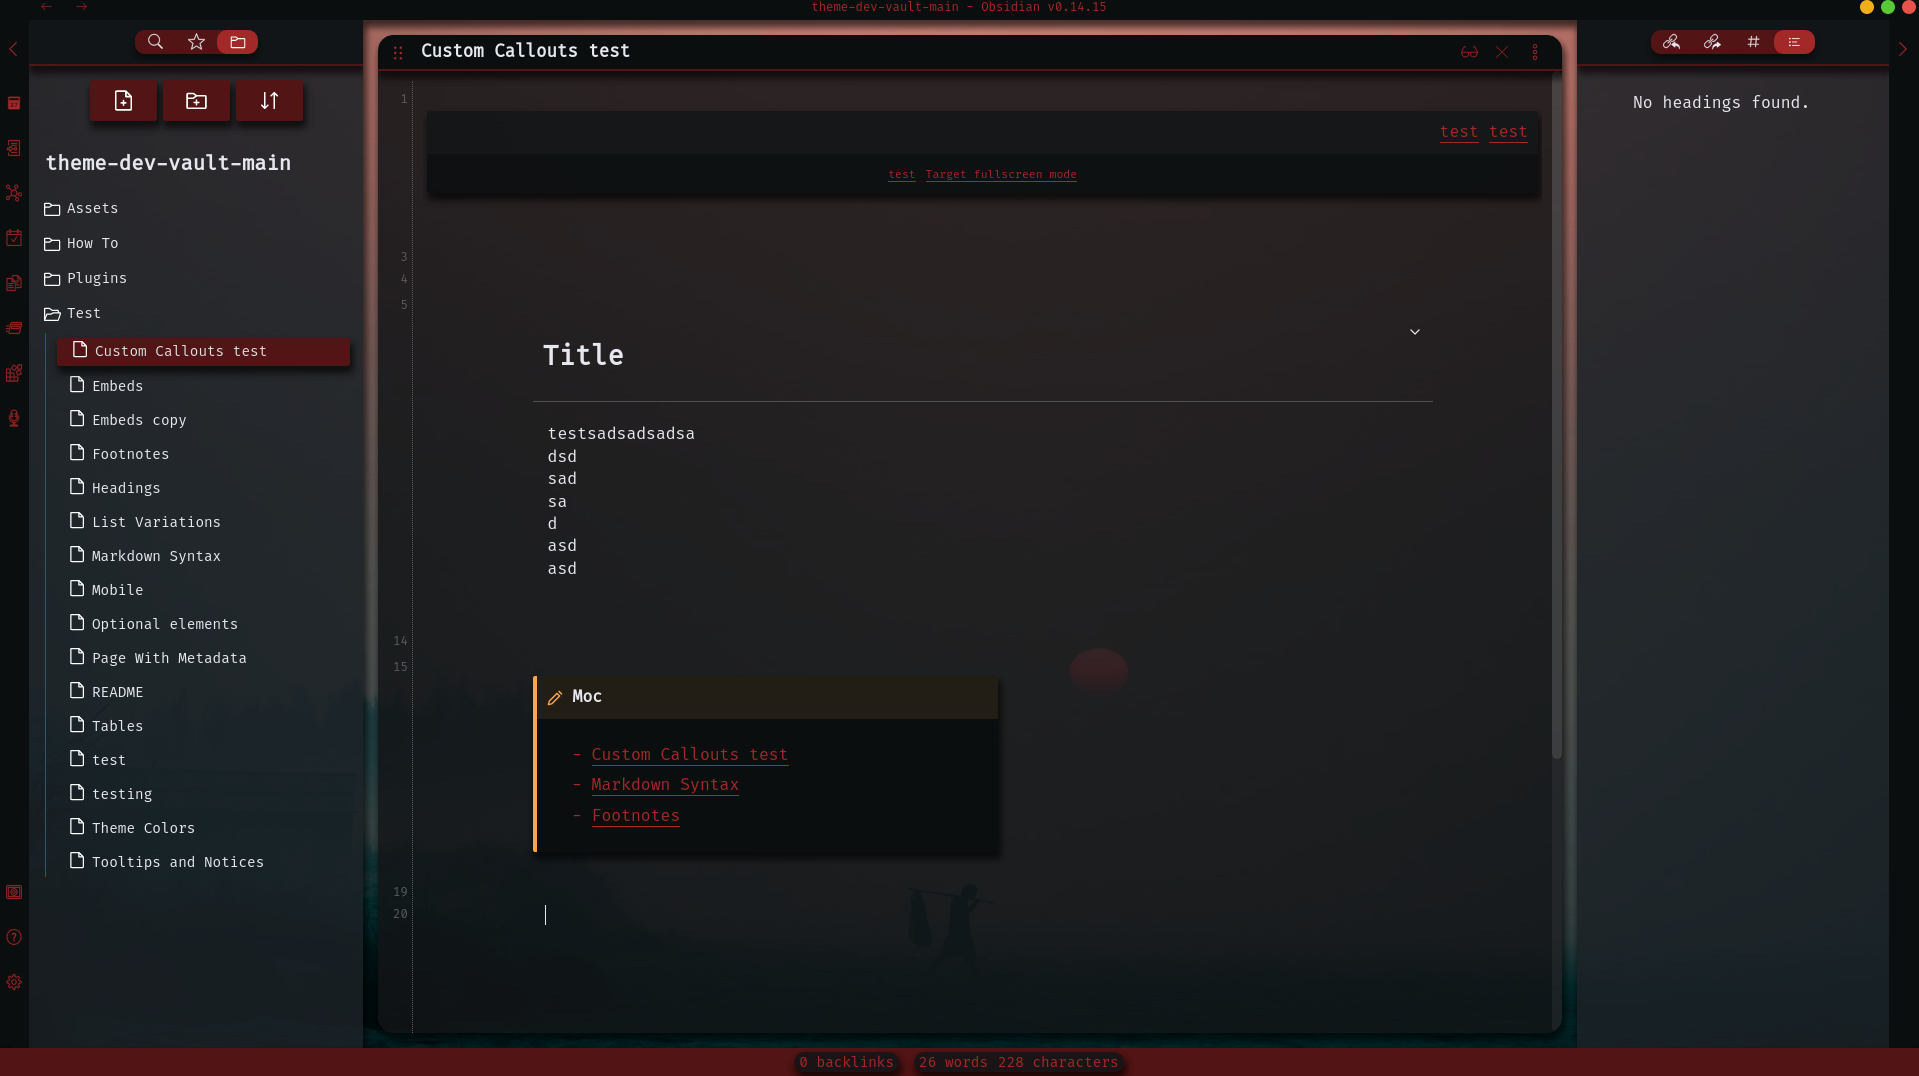 theme-dev-vault-main - Obsidian v0.14.15
theme-dev-vault-main
Assets
How To
Plugins
Test
Custom Callouts test
Embeds
Embeds copy
Footnotes
Headings
List Variations
Markdown Syntax
Mobile
Optional elements
Page With Metadata
README
Tables
test
testing
Theme Colors
Tooltips and Notices
Custom Callouts test
1
test test
test Target fullscreen mode
3
4
5
Title
testsadsadsadsa
dsd
sad
sa
d
asd
asd
14
15
Moc
- Custom Callouts test
- Markdown Syntax
- Footnotes
19
20
No headings found.
0 backlinks 26 words 228 characters